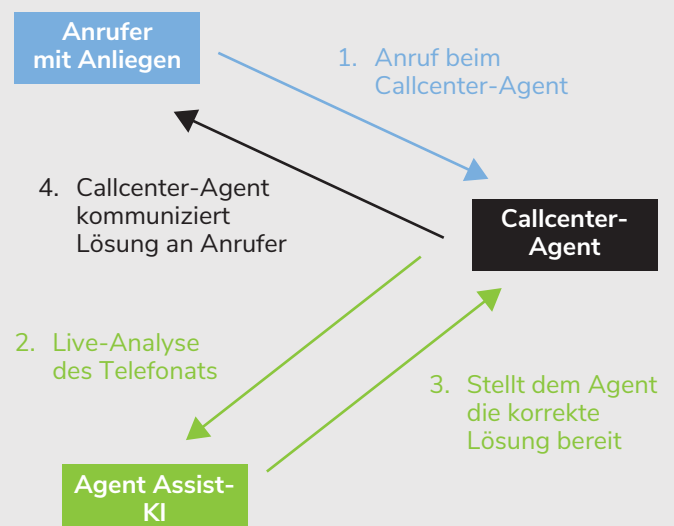 Anrufer
mit Anliegen
1. Anruf beim
Callcenter-Agent
4. Callcenter-Agent
kommuniziert
Lösung an Anrufer
Callcenter-
Agent
2. Live-Analyse
des Telefonats
3. Stellt dem Agent
die korrekte
Lösung bereit
Agent Assist-
KI